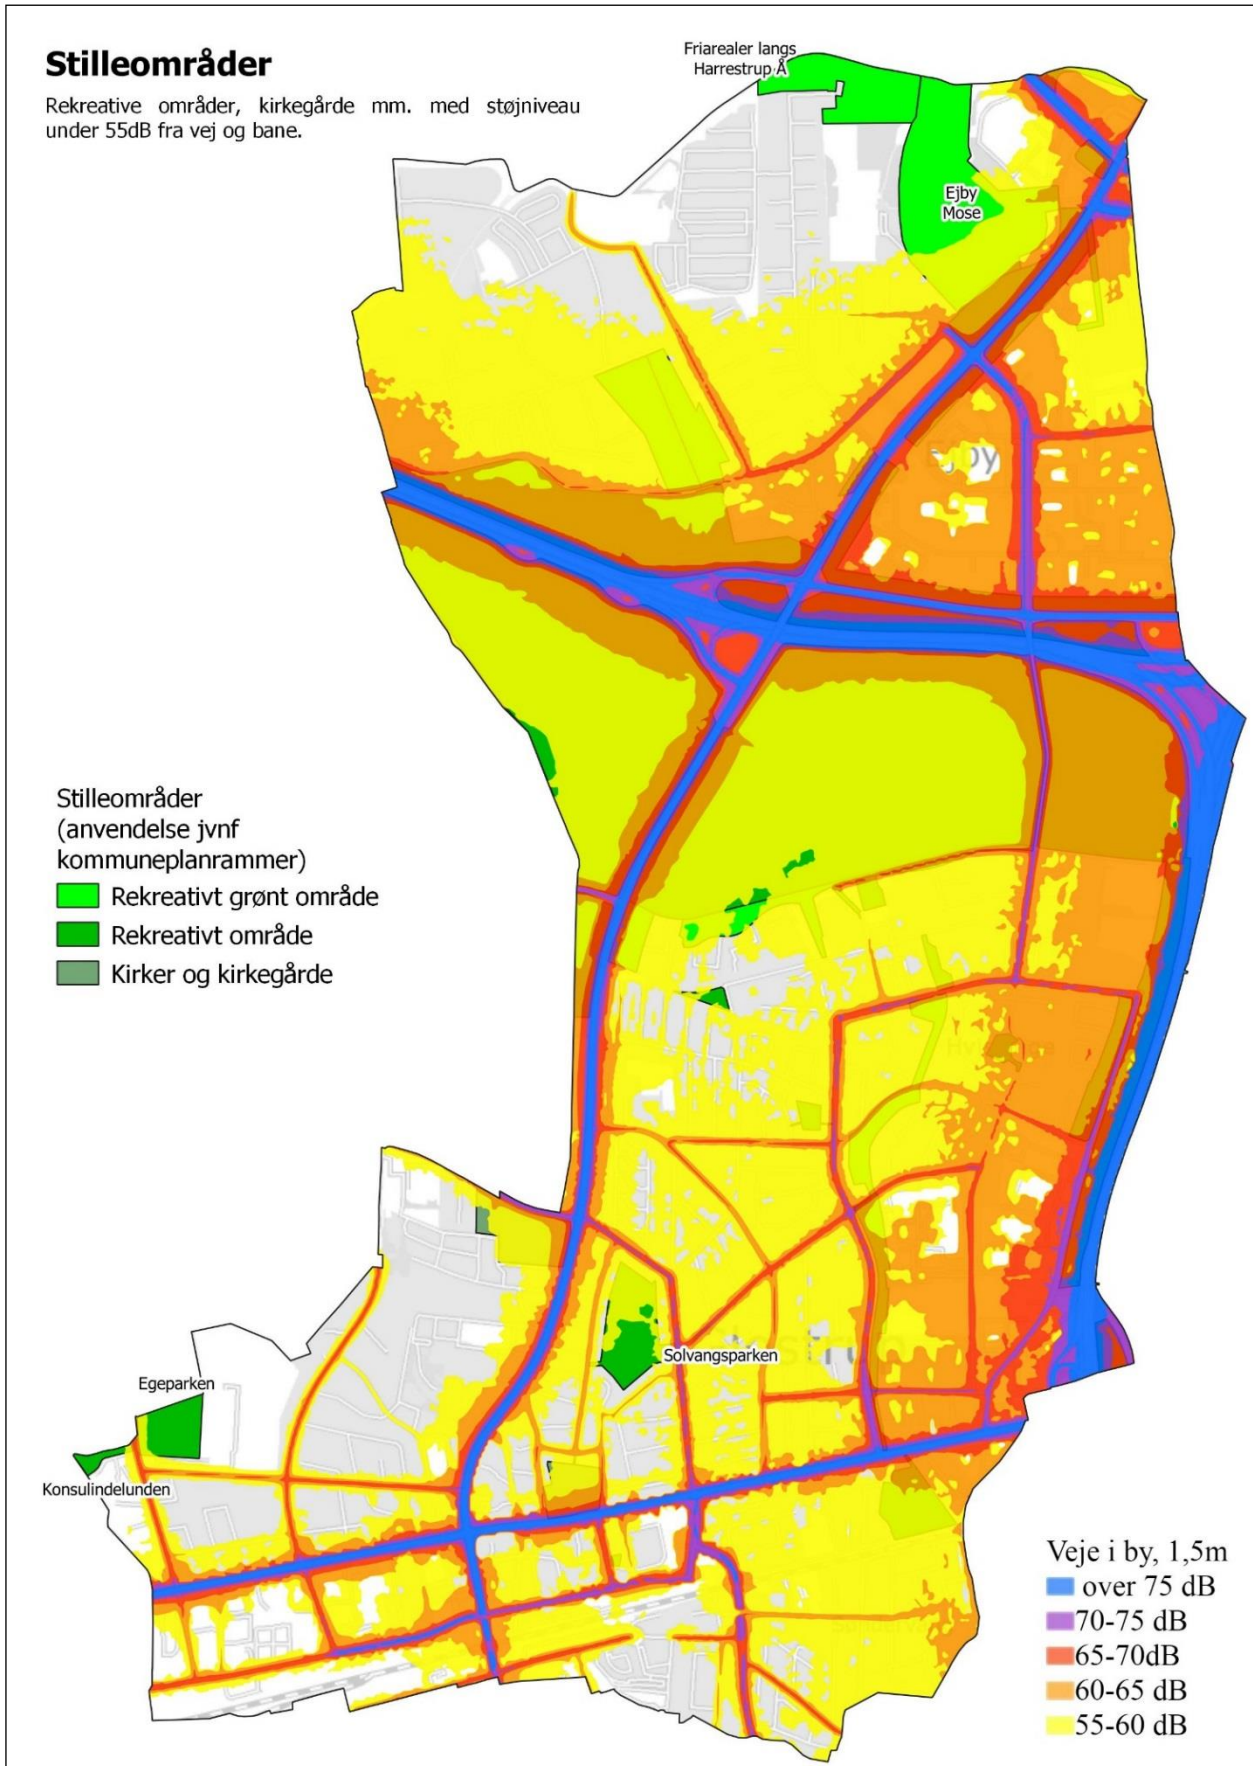 Stilleområder
Rekreative områder, kirkegårde mm. med støjniveau
under 55dB fra vej og bane.
Friarealer langs
Harrestrup Å
Ejby
Mose
Ejby
Stilleområder
(anvendelse jvnf
kommuneplanrammer)
Rekreativt grønt område
Rekreativt område
Kirker og kirkegårde
Solvangsparken
Egeparken
Konsulindelunden
Veje i by, 1,5m
over 75 dB
70-75 dB
65-70dB
60-65 dB
55-60 dB